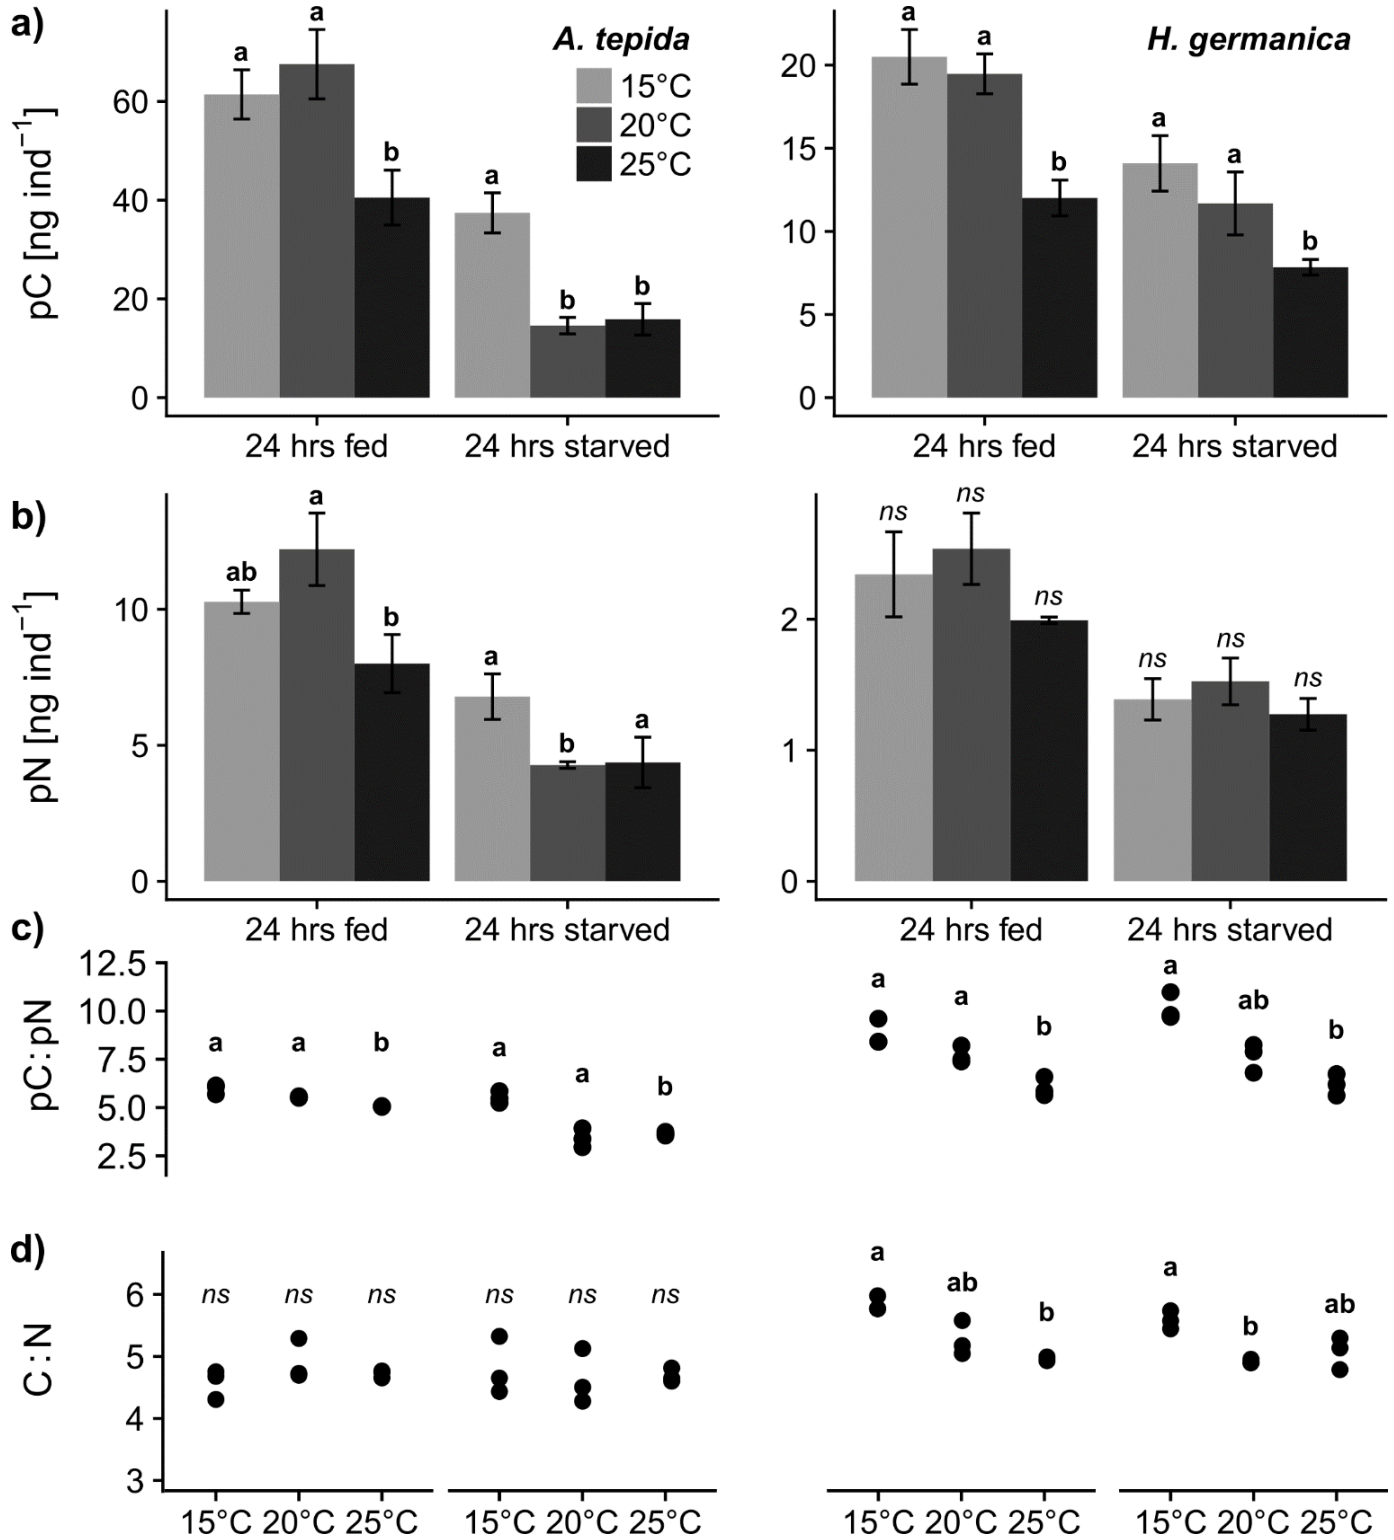 a)
A. tepida
H. germanica
15°C
20°C
25°C
pC [ng ind⁻¹]
60
40
20
0
a a b a b b
20
15
10
5
0
a a b a a b
24 hrs fed 24 hrs starved 24 hrs fed 24 hrs starved
b)
pN [ng ind⁻¹]
10
5
0
ab a b a b a
2
1
0
ns ns ns ns ns ns
24 hrs fed 24 hrs starved 24 hrs fed 24 hrs starved
c)
pC:pN
12.5
10.0
7.5
5.0
2.5
a a b a a b
a a b a ab b
d)
C:N
6
5
4
3
ns ns ns ns ns ns
a ab b a b ab
15°C 20°C 25°C 15°C 20°C 25°C 15°C 20°C 25°C 15°C 20°C 25°C